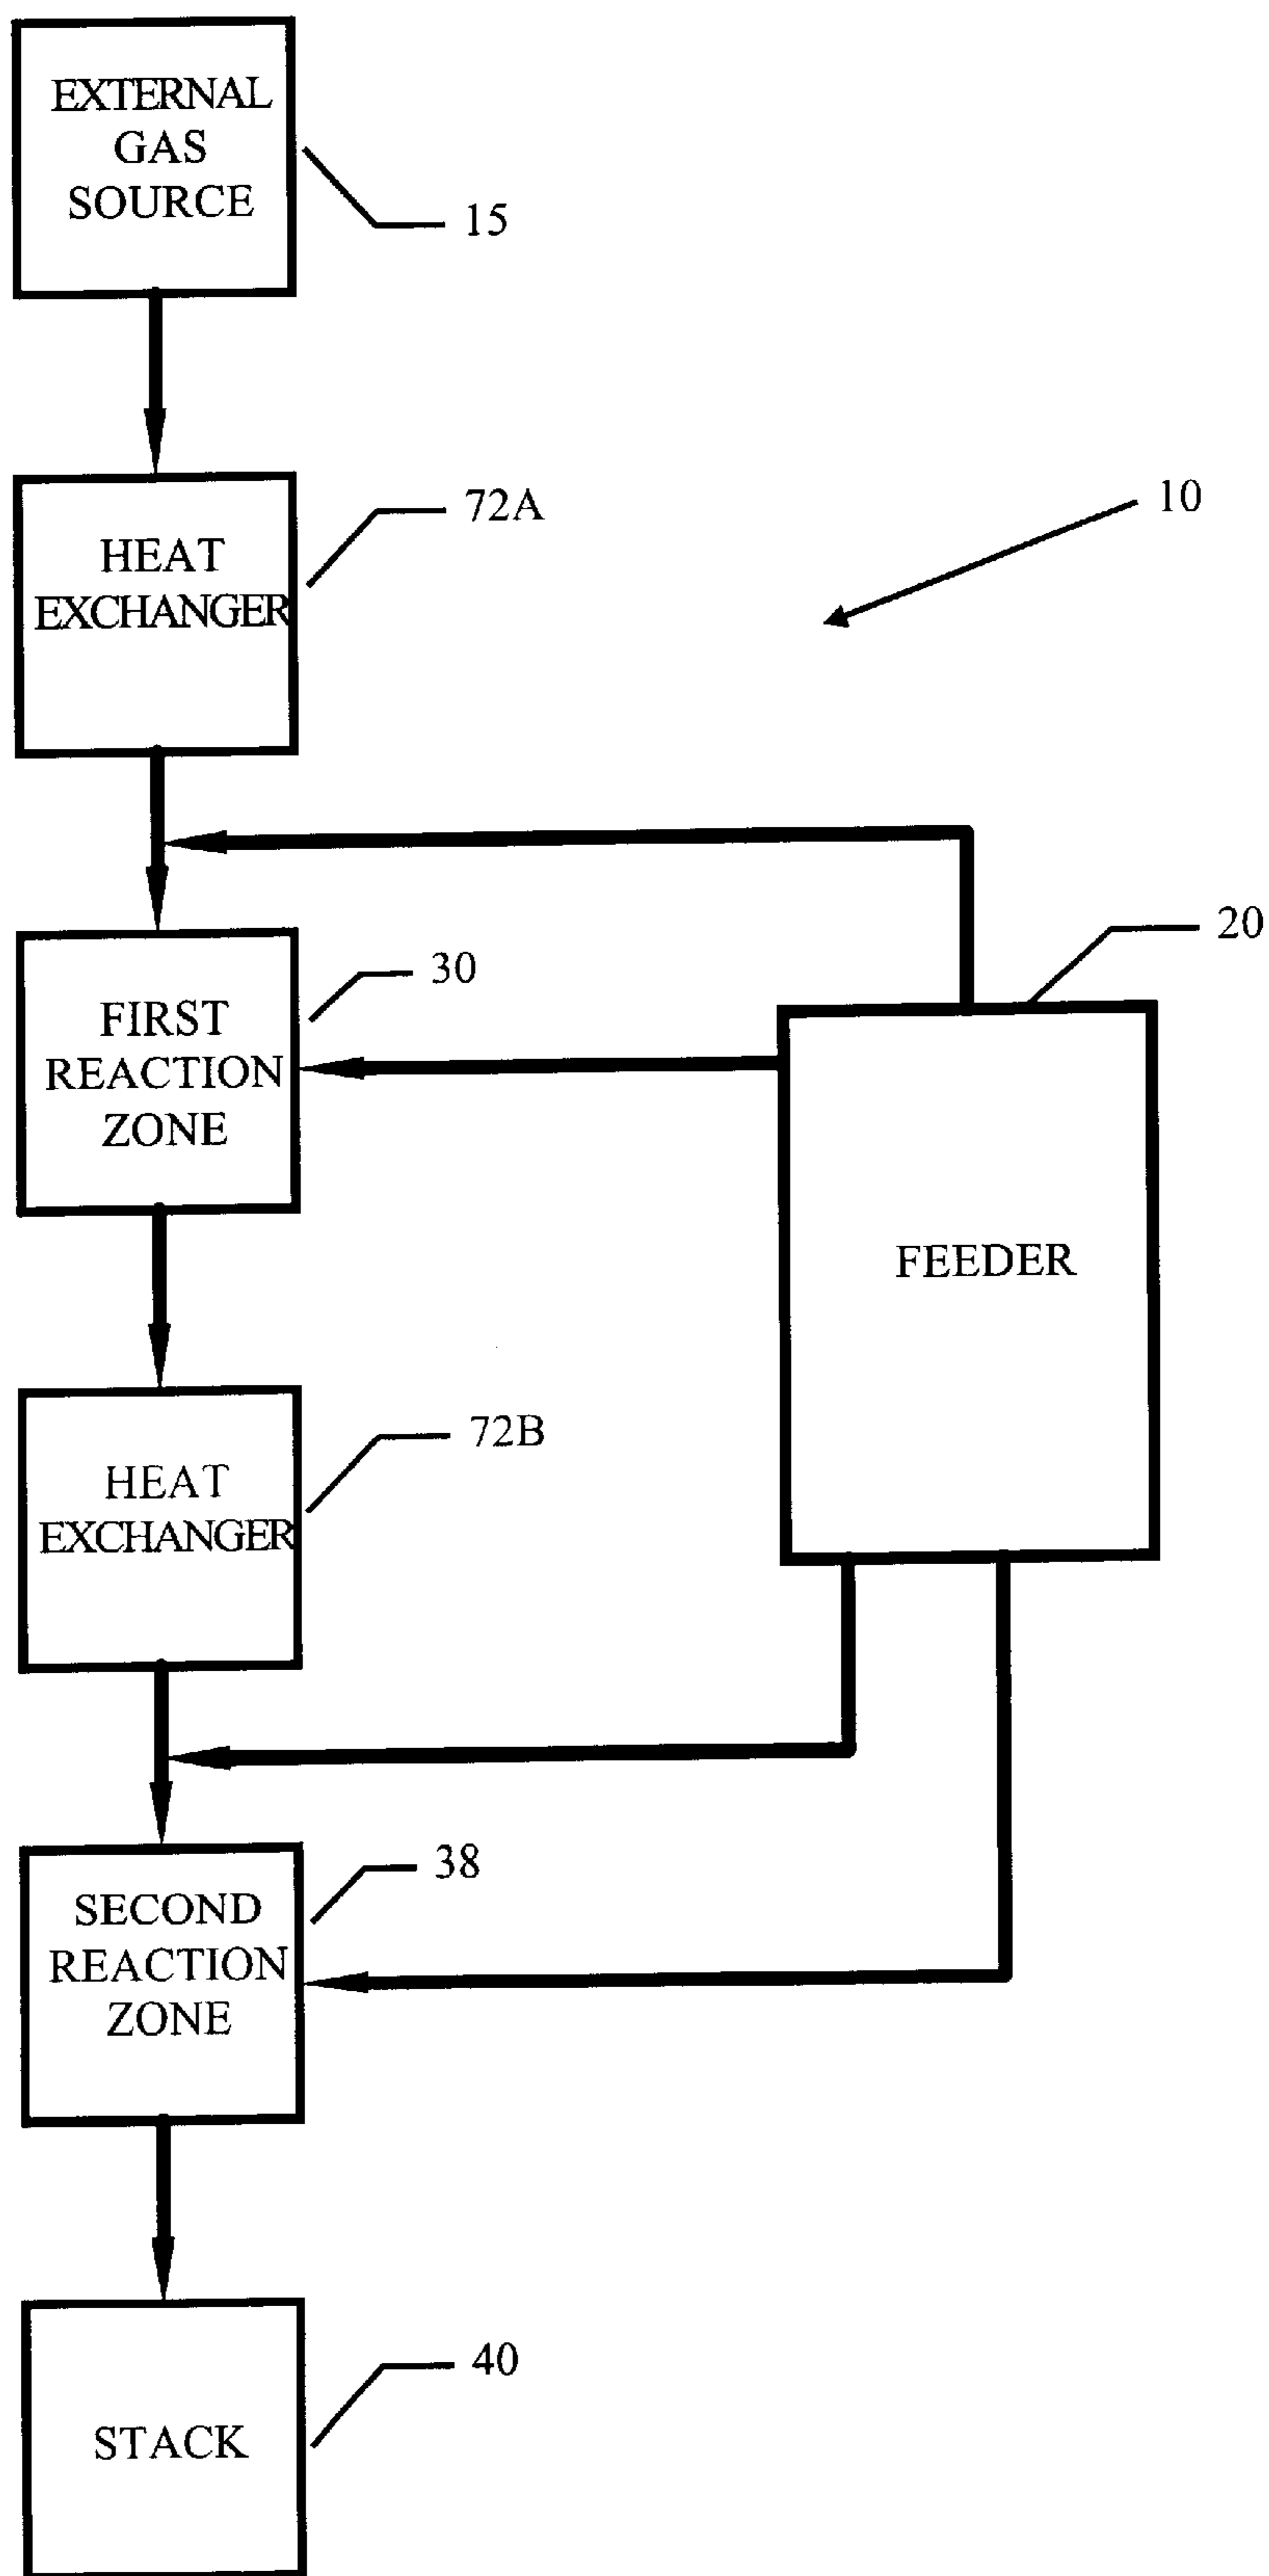 EXTERNAL
GAS
SOURCE
15
HEAT
EXCHANGER
72A
10
FIRST
REACTION
ZONE
30
20
FEEDER
HEAT
EXCHANGER
72B
SECOND
REACTION
ZONE
38
STACK
40